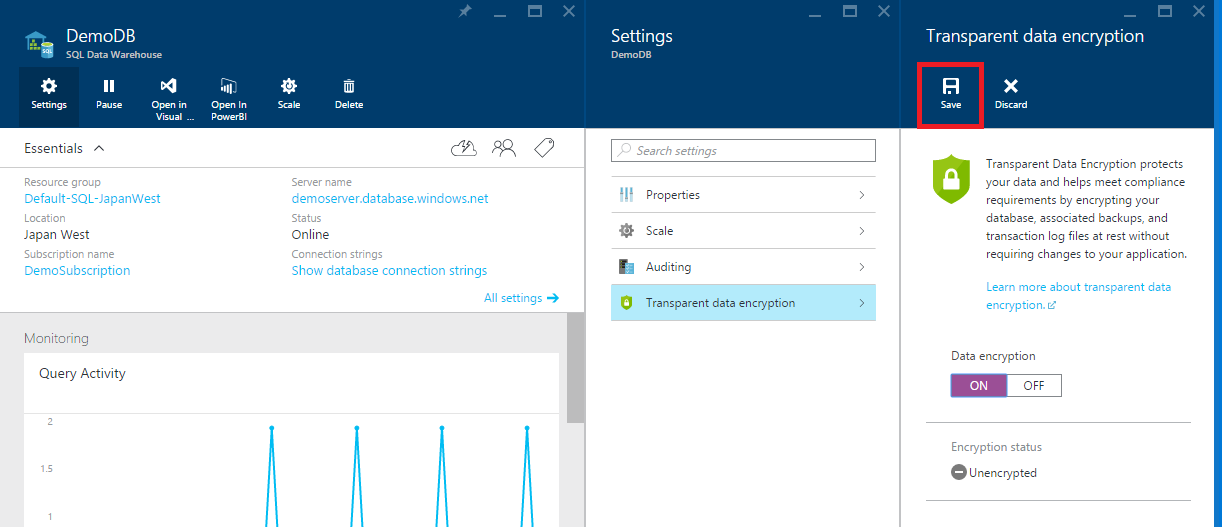 DemoDB
SQL Data Warehouse
Settings
Pause
Open in
Visual ...
Open In
PowerBI
Scale
Delete
Essentials
Resource group
Default-SQL-JapanWest
Server name
demoserver.database.windows.net
Location
Japan West
Status
Online
Subscription name
DemoSubscription
Connection strings
Show database connection strings
All settings
Monitoring
Query Activity
2
1.5
1
Settings
DemoDB
Search settings
Properties
Scale
Auditing
Transparent data encryption
Transparent data encryption
Save
Discard
Transparent Data Encryption protects
your data and helps meet compliance
requirements by encrypting your
database, associated backups, and
transaction log files at rest without
requiring changes to your application.
Learn more about transparent data
encryption.
Data encryption
ON
OFF
Encryption status
Unencrypted